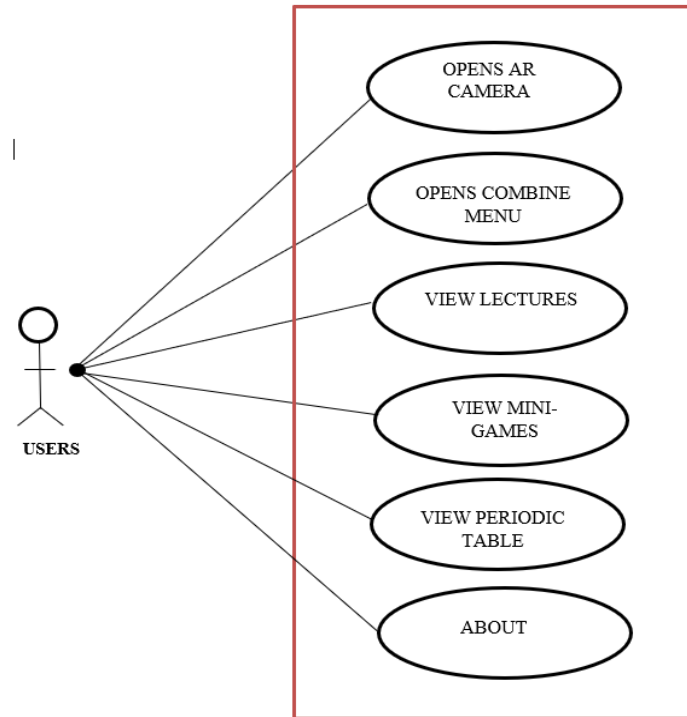 OPENS AR
CAMERA
OPENS COMBINE
MENU
VIEW LECTURES
VIEW MINI-
GAMES
USERS
VIEW PERIODIC
TABLE
ABOUT